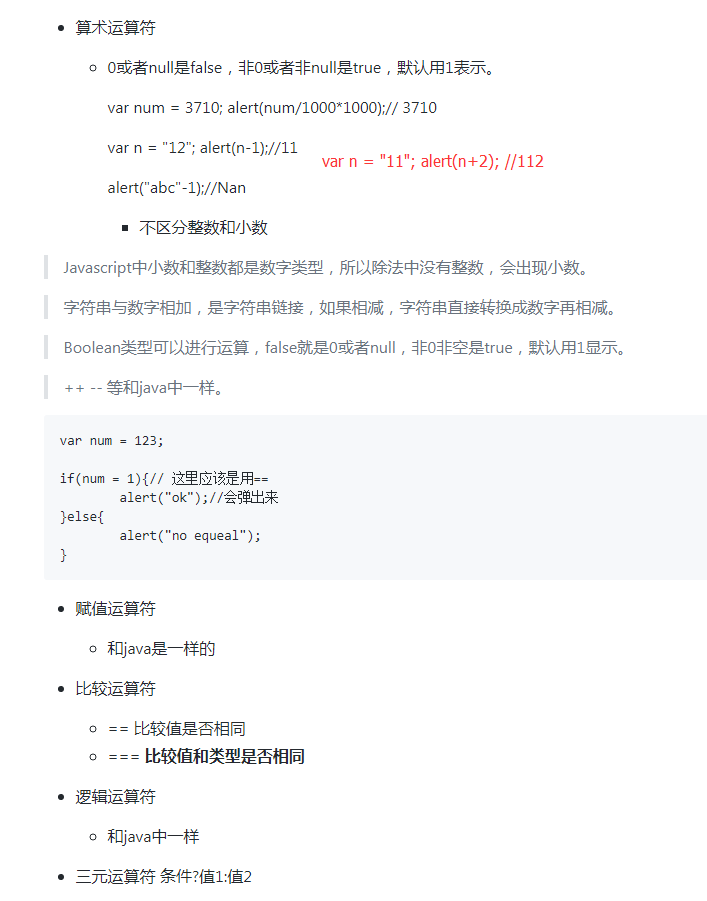 算术运算符
0或者null是false，非0或者非null是true，默认用1表示。
var num = 3710; alert(num/1000*1000);// 3710
var n = "12"; alert(n-1);//11
var n = "11"; alert(n+2); //112
alert("abc"-1);//Nan
不区分整数和小数
Javascript中小数和整数都是数字类型，所以除法中没有整数，会出现小数。
字符串与数字相加，是字符串链接，如果相减，字符串直接转换成数字再相减。
Boolean类型可以进行运算，false就是0或者null，非0非空是true，默认用1显示。
++ -- 等和java中一样。
var num = 123;
if(num = 1){// 这里应该是用==
alert("ok");//会弹出来
}else{
alert("no equeal");
}
赋值运算符
和java是一样的
比较运算符
== 比较值是否相同
=== 比较值和类型是否相同
逻辑运算符
和java中一样
三元运算符 条件?值1:值2